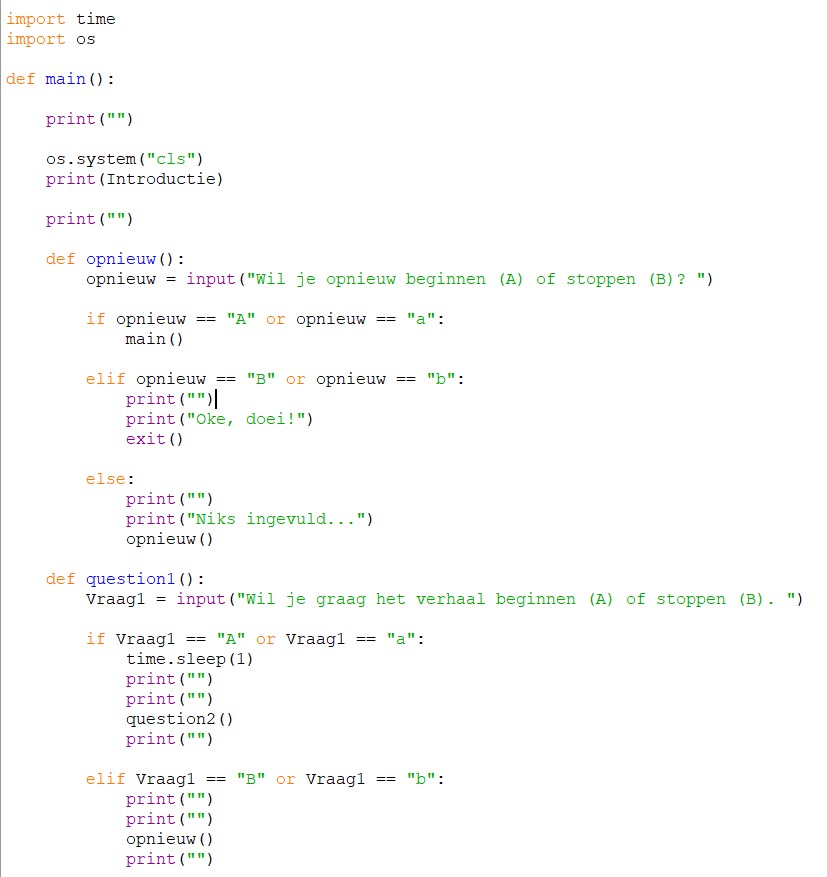 import time
import os
def main():
    print("")
    os.system("cls")
    print(Introductie)
    print("")
    def opnieuw():
        opnieuw = input("Wil je opnieuw beginnen (A) of stoppen (B)? ")
        if opnieuw == "A" or opnieuw == "a":
            main()
        elif opnieuw == "B" or opnieuw == "b":
            print("")
            print("Oke, doei!")
            exit()
        else:
            print("")
            print("Niks ingevuld...")
            opnieuw()
    def question1():
        Vraag1 = input("Wil je graag het verhaal beginnen (A) of stoppen (B). ")
        if Vraag1 == "A" or Vraag1 == "a":
            time.sleep(1)
            print("")
            print("")
            question2()
            print("")
        elif Vraag1 == "B" or Vraag1 == "b":
            print("")
            print("")
            opnieuw()
            print("")